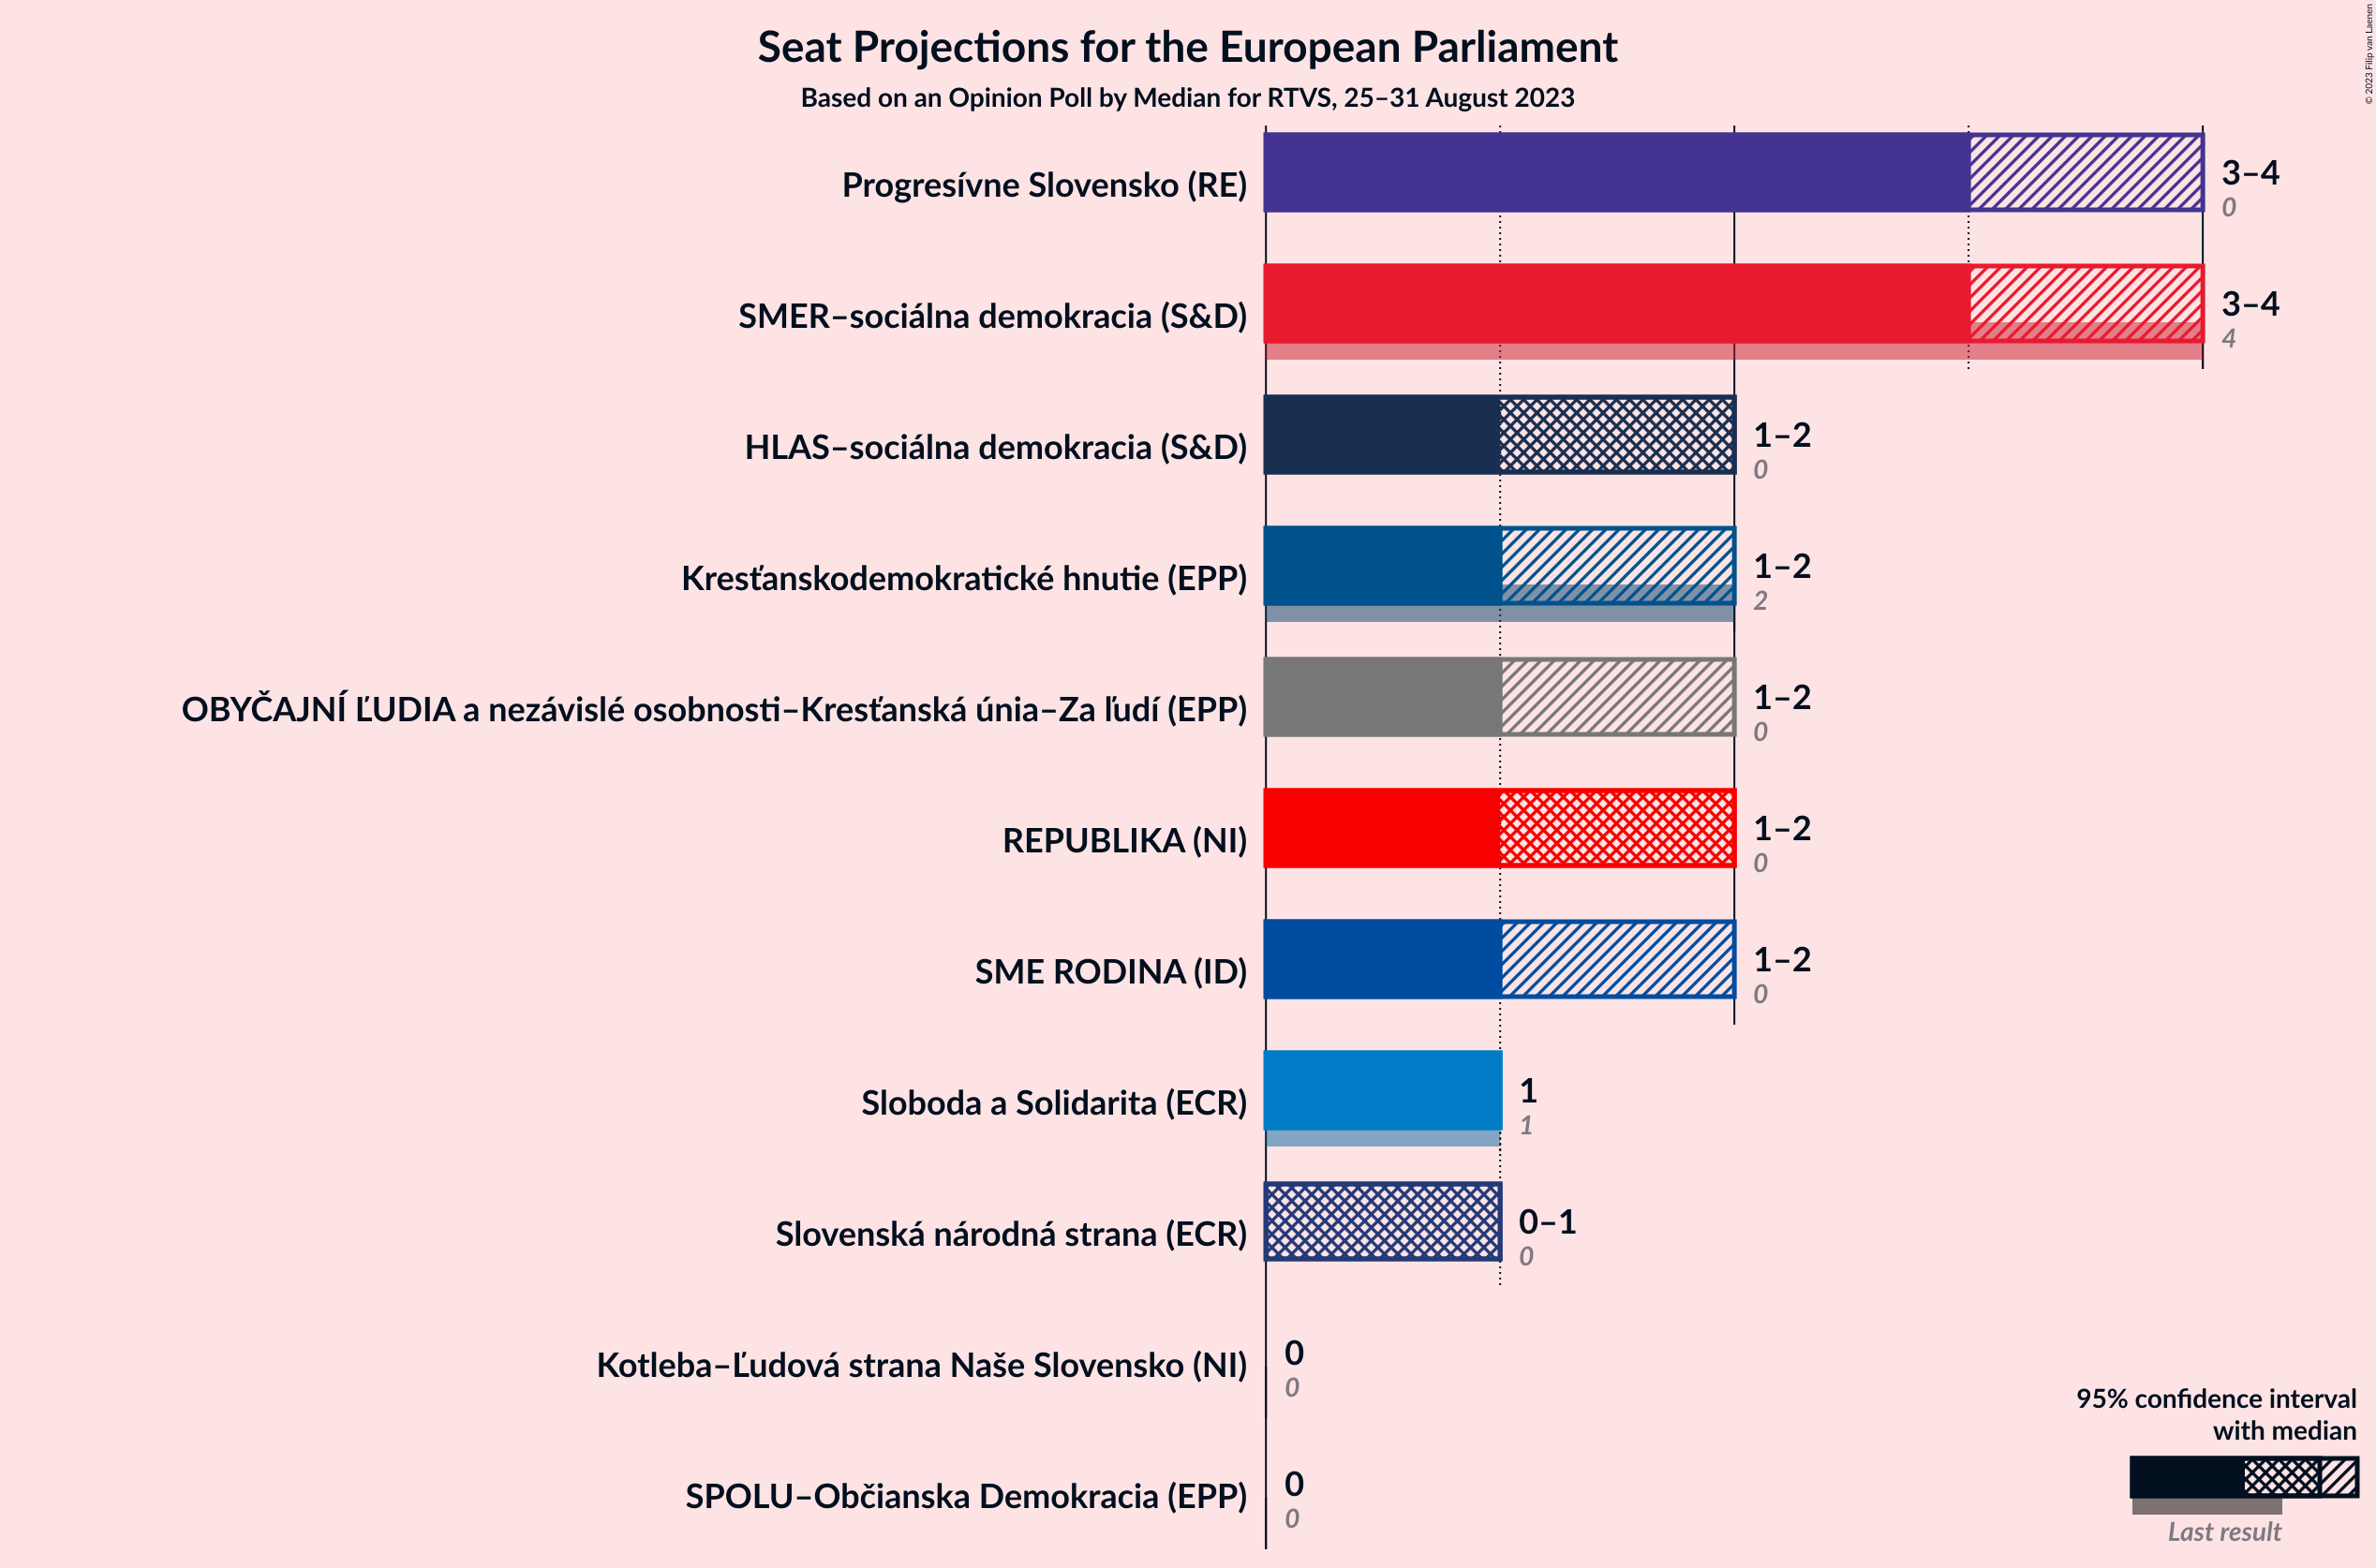 Seat Projections for the European Parliament
Based on an Opinion Poll by Median for RTVS, 25–31 August 2023
© 2023 Filip van Laenen
Progresívne Slovensko (RE)
3–4
0
SMER–sociálna demokracia (S&D)
3–4
4
HLAS–sociálna demokracia (S&D)
1–2
0
Kresťanskodemokratické hnutie (EPP)
1–2
2
OBYČAJNÍ ĽUDIA a nezávislé osobnosti–Kresťanská únia–Za ľudí (EPP)
1–2
0
REPUBLIKA (NI)
1–2
0
SME RODINA (ID)
1–2
0
Sloboda a Solidarita (ECR)
1
1
Slovenská národná strana (ECR)
0–1
0
Kotleba–Ľudová strana Naše Slovensko (NI)
0
0
SPOLU–Občianska Demokracia (EPP)
0
0
95% confidence interval
with median
Last result